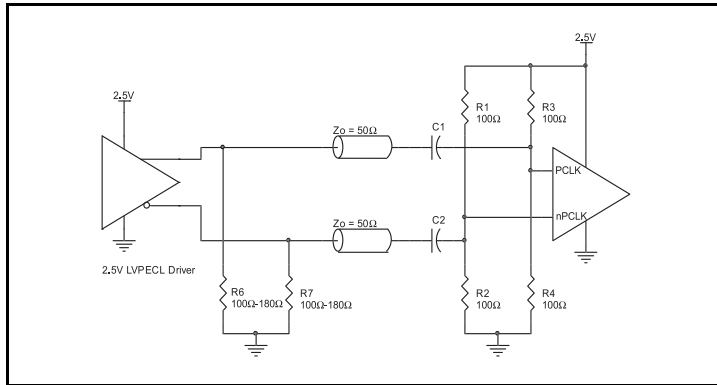 2.5V
2.5V
R1
100Ω
R3
100Ω
Zo = 50Ω
C1
PCLK
nPCLK
Zo = 50Ω
C2
2.5V LVPECL Driver
R6
100Ω-180Ω
R7
100Ω-180Ω
R2
100Ω
R4
100Ω